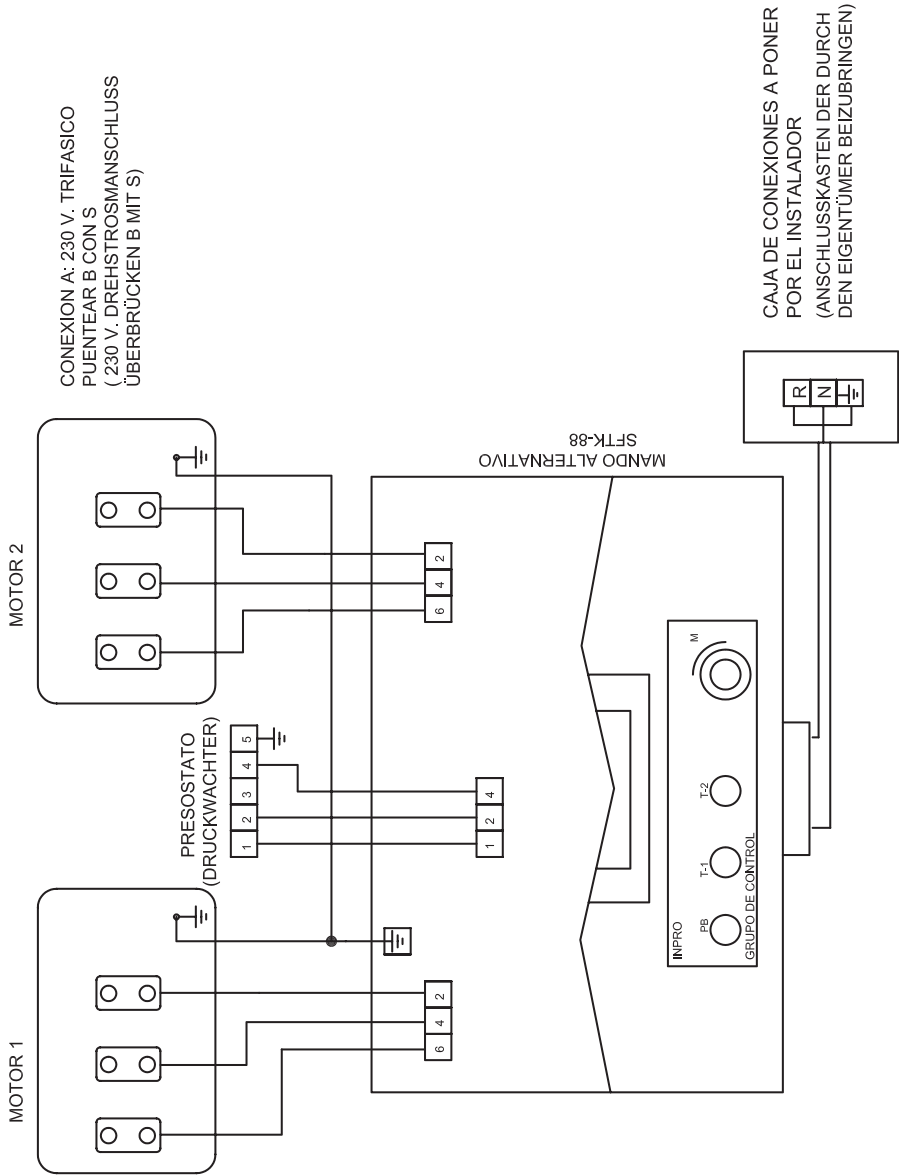 MOTOR 1
MOTOR 2
CONEXION A: 230 V. TRIFASICO
PUENTEAR B CON S
( 230 V. DREHSTROSMANSCHLUSS
ÜBERBRÜCKEN B MIT S)
PRESOSTATO
(DRUCKWACHTER)
1 2 3 4 5
6 4 2
1 2 4
6 4 2
MANDO ALTERNATIVO
SFTK-88
INPRO
PB T-1 T-2 M
GRUPO DE CONTROL
R
N
CAJA DE CONEXIONES A PONER
POR EL INSTALADOR
(ANSCHLUSSKASTEN DER DURCH
DEN EIGENTÜMER BEIZUBRINGEN)